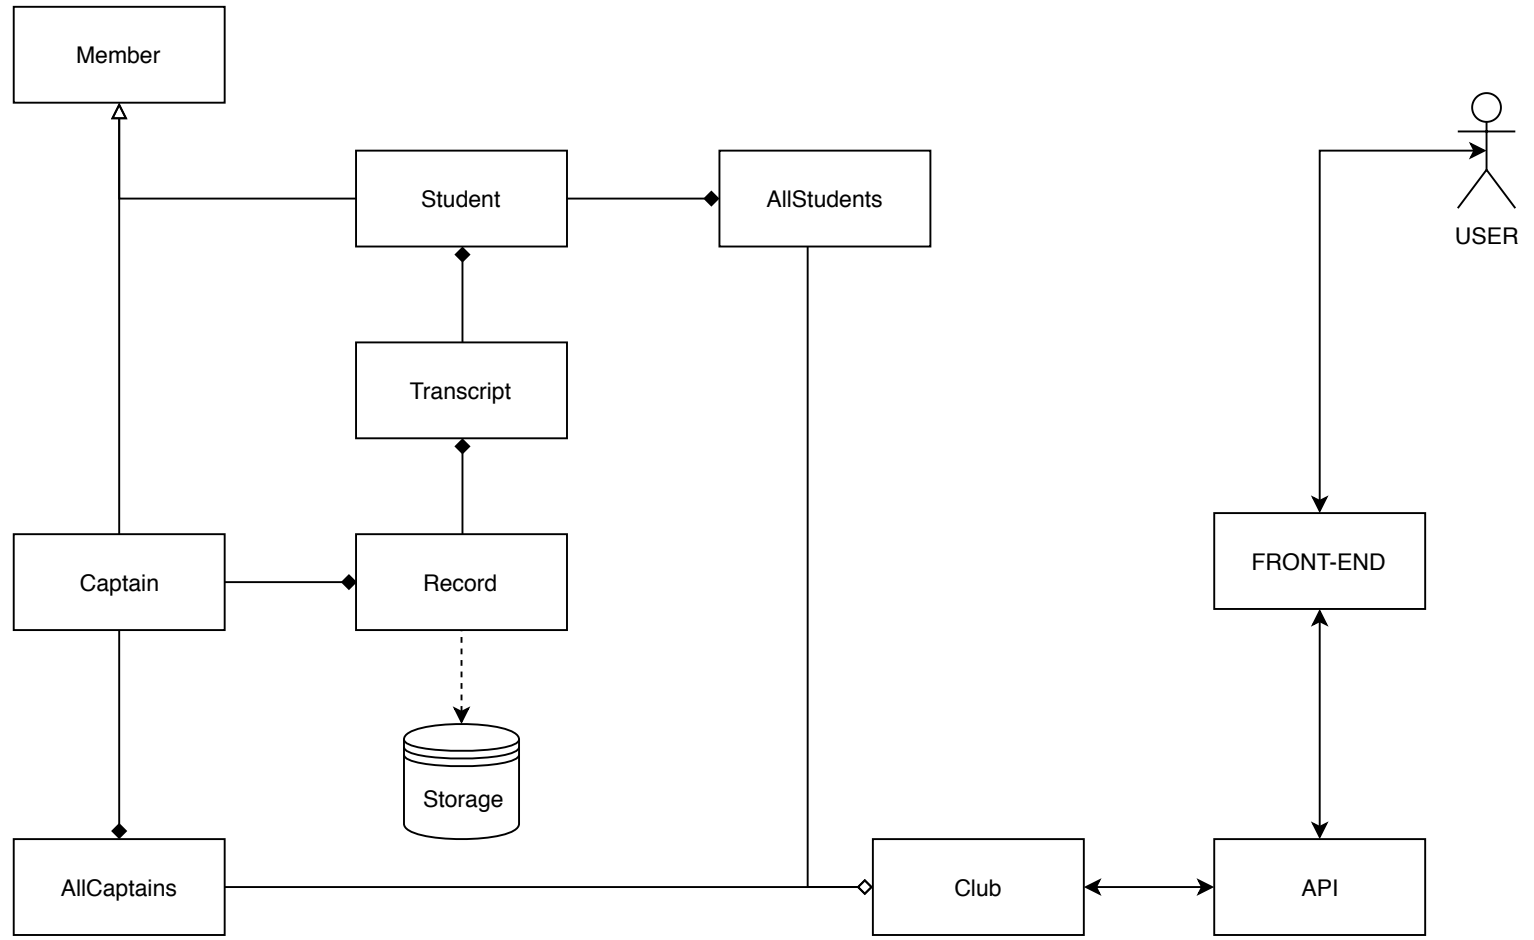 Member
Student
AllStudents
USER
Transcript
FRONT-END
Captain
Record
Storage
AllCaptains
Club
API